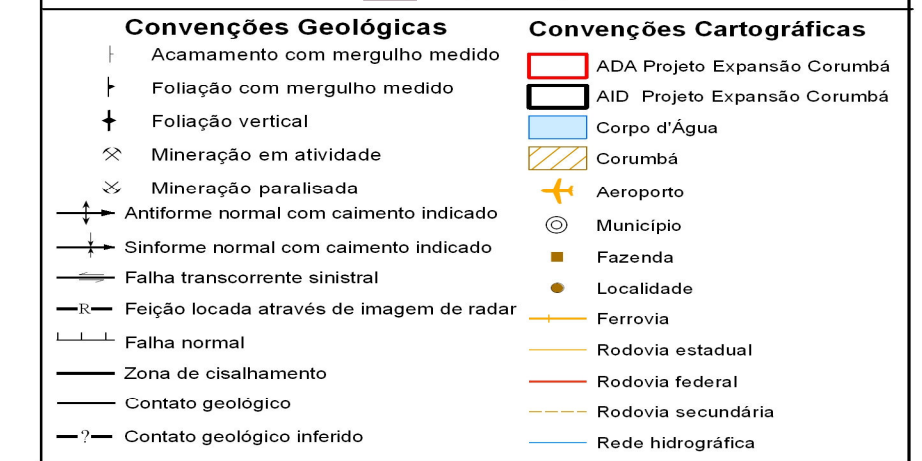 Convenções Geológicas
Acamamento com mergulho medido
Foliação com mergulho medido
Foliação vertical
Mineração em atividade
Mineração paralisada
Antiforme normal com caimento indicado
Sinforme normal com caimento indicado
Falha transcorrente sinistral
R Feição locada através de imagem de radar
Falha normal
Zona de cisalhamento
Contato geológico
? Contato geológico inferido
Convenções Cartográficas
ADA Projeto Expansão Corumbá
AID Projeto Expansão Corumbá
Corpo d'Água
Corumbá
Aeroporto
Município
Fazenda
Localidade
Ferrovia
Rodovia estadual
Rodovia federal
Rodovia secundária
Rede hidrográfica